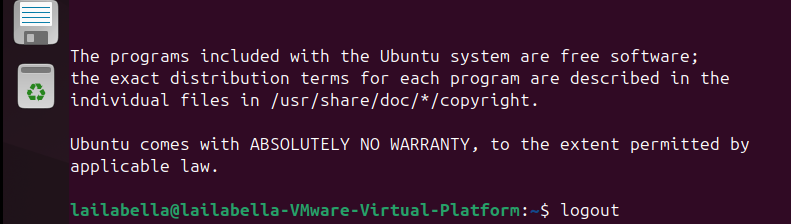 The programs included with the Ubuntu system are free software;
the exact distribution terms for each program are described in the
individual files in /usr/share/doc/*/copyright.
Ubuntu comes with ABSOLUTELY NO WARRANTY, to the extent permitted by
applicable law.
lailabella@lailabella-VMware-Virtual-Platform:~$ logout